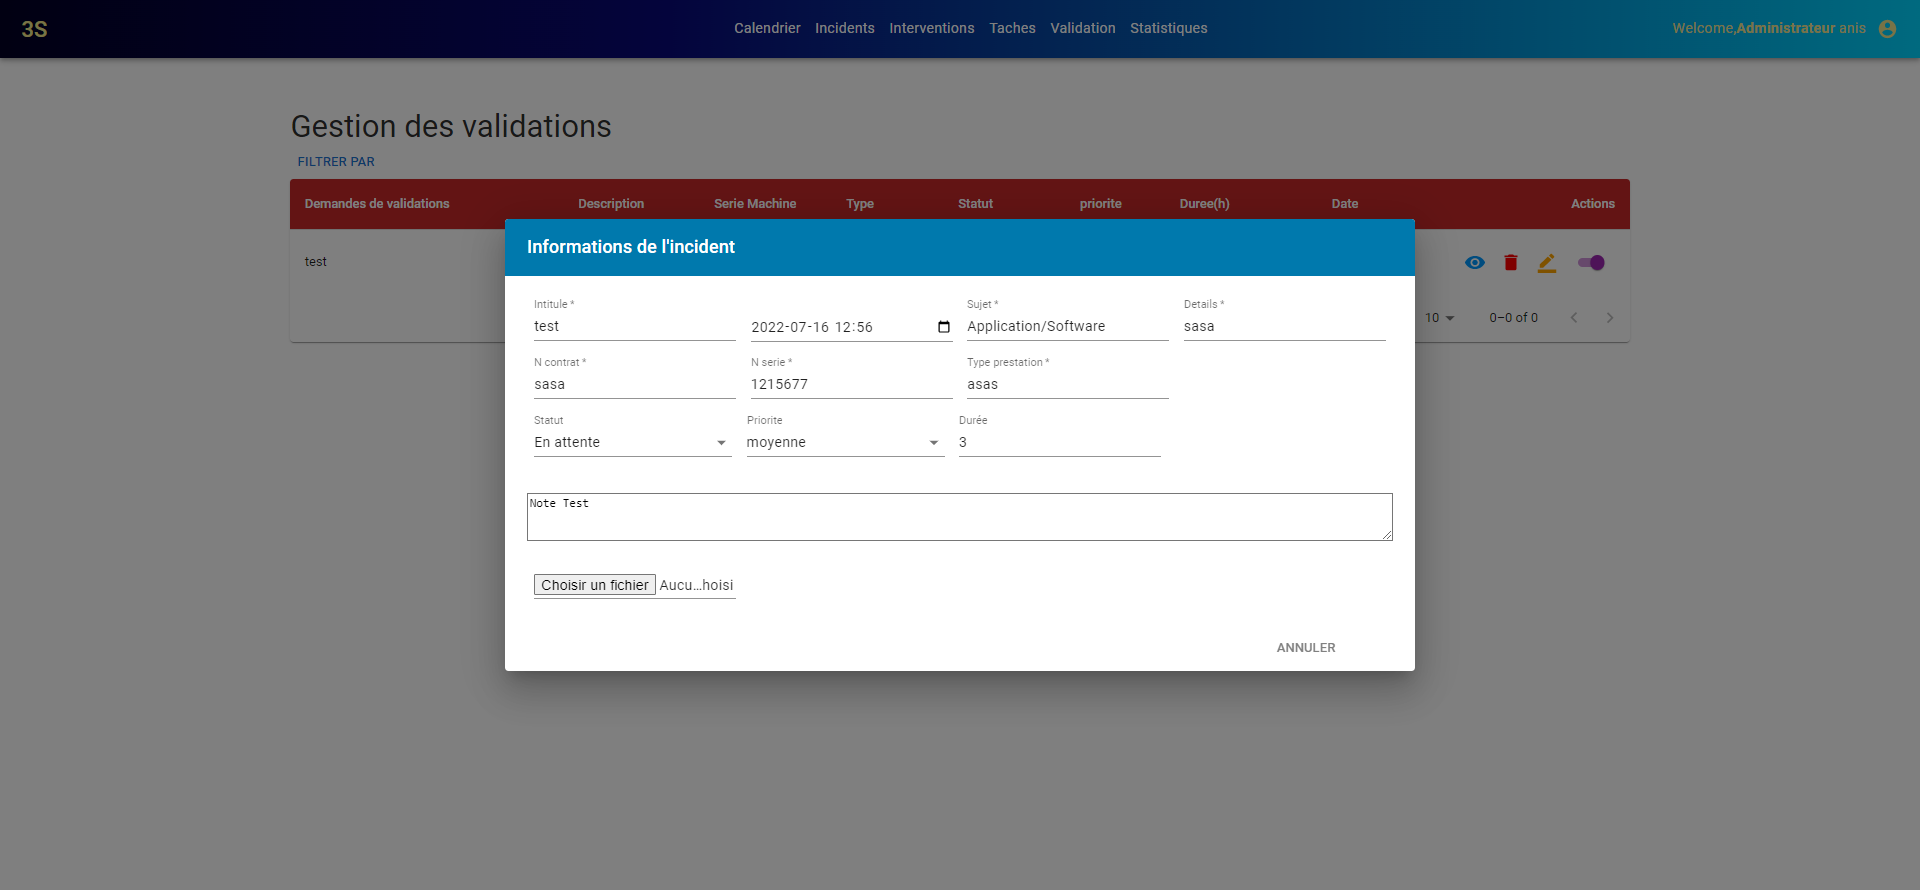 3S
Calendrier Incidents Interventions Taches Validation Statistiques
Welcome,Administrateur anis
Gestion des validations
FILTRER PAR
Demandes de validations Description Serie Machine Type Statut priorite Duree(h) Date Actions
test
10 0–0 of 0
Informations de l'incident
Intitule * Sujet * Details *
test 2022-07-16 12:56 Application/Software sasa
N contrat * N serie * Type prestation *
sasa 1215677 asas
Statut Priorite Durée
En attente moyenne 3
Note Test
Choisir un fichier Aucu...hoisi
ANNULER